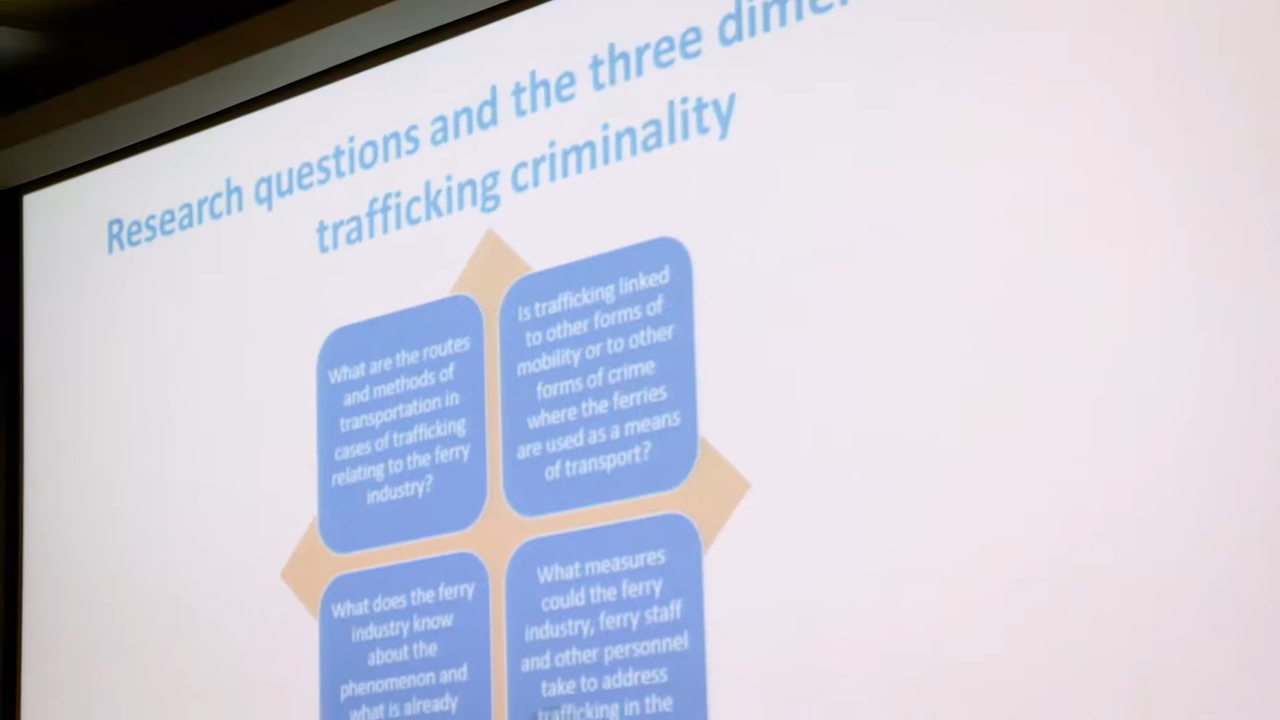 Research questions and the three
trafficking criminality
What are the routes
and methods of
transportation in
cases of trafficking
relating to the ferry
industry?
Is trafficking linked
to other forms of
mobility or to other
forms of crime
where the ferries
are used as a means
of transport?
What does the ferry
industry know
about the
phenomenon and
what is already
What measures
could the ferry
industry, ferry staff
and other personnel
take to address
trafficking in the